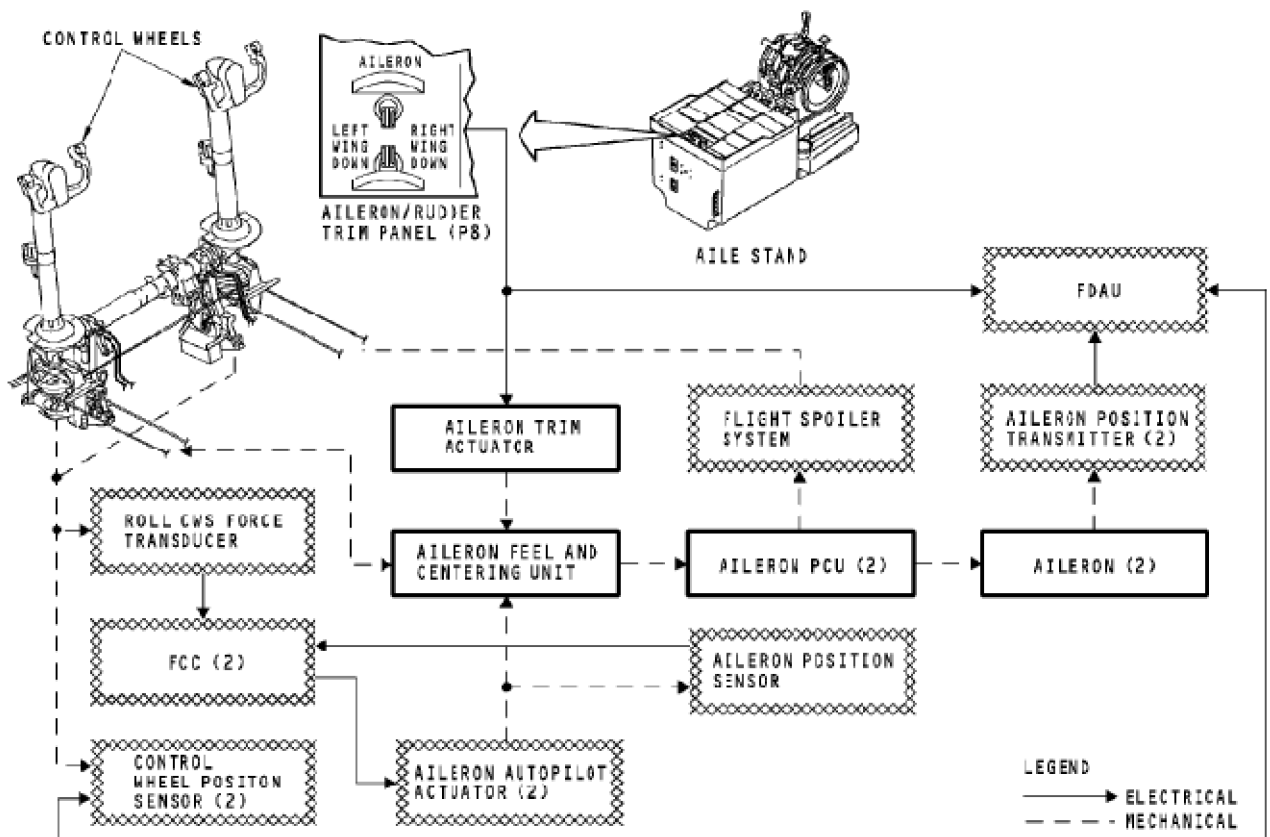 CONTROL WHEELS
AILERON
LEFT WING DOWN
RIGHT WING DOWN
AILERON/RUDDER
TRIM PANEL (P8)
AILE STAND
FDAU
AILERON TRIM
ACTUATOR
FLIGHT SPOILER
SYSTEM
AILERON POSITION
TRANSMITTER (2)
ROLL CWS FORCE
TRANSDUCER
AILERON FEEL AND
CENTERING UNIT
AILERON PCU (2)
AILERON (2)
FCC (2)
AILERON POSITION
SENSOR
CONTROL
WHEEL POSITON
SENSOR (2)
AILERON AUTOPILOT
ACTUATOR (2)
LEGEND
ELECTRICAL
MECHANICAL